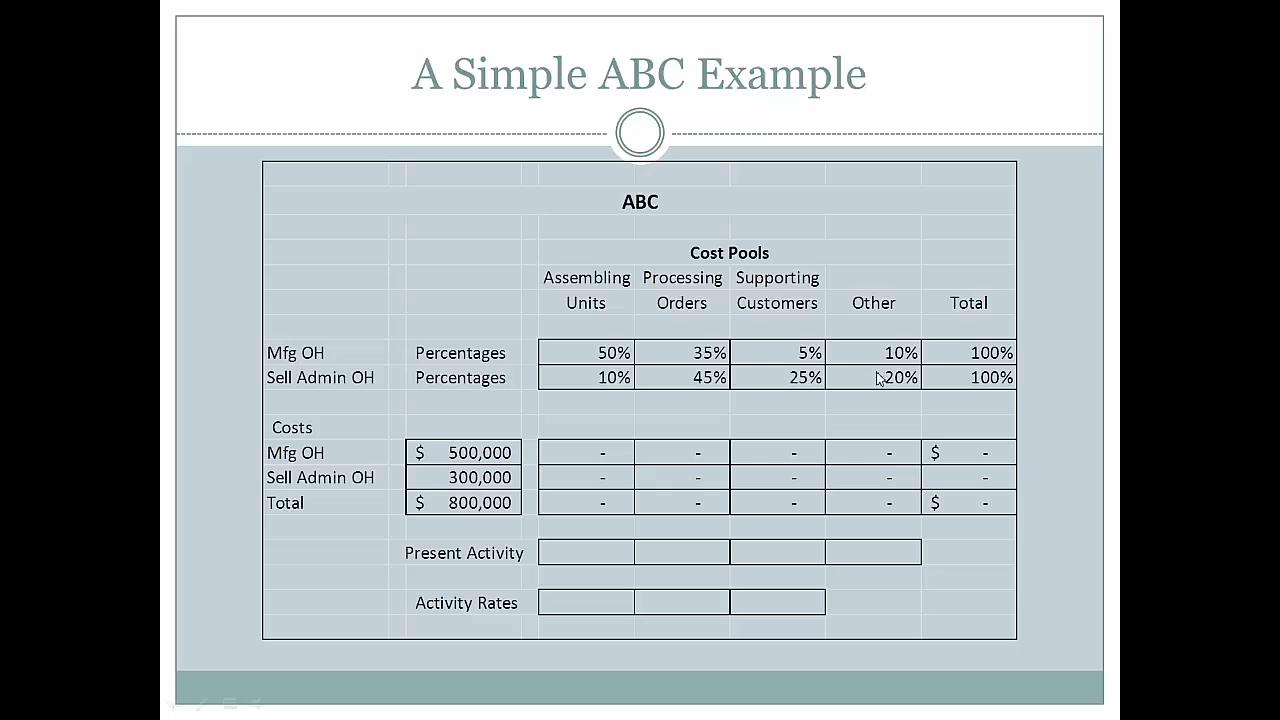 A Simple ABC Example
ABC
Cost Pools
Assembling Processing Supporting
Units Orders Customers Other Total
Mfg OH Percentages 50% 35% 5% 10% 100%
Sell Admin OH Percentages 10% 45% 25% 20% 100%
Costs
Mfg OH $ 500,000 - - - - $ -
Sell Admin OH 300,000 - - - - -
Total $ 800,000 - - - - $ -
Present Activity
Activity Rates